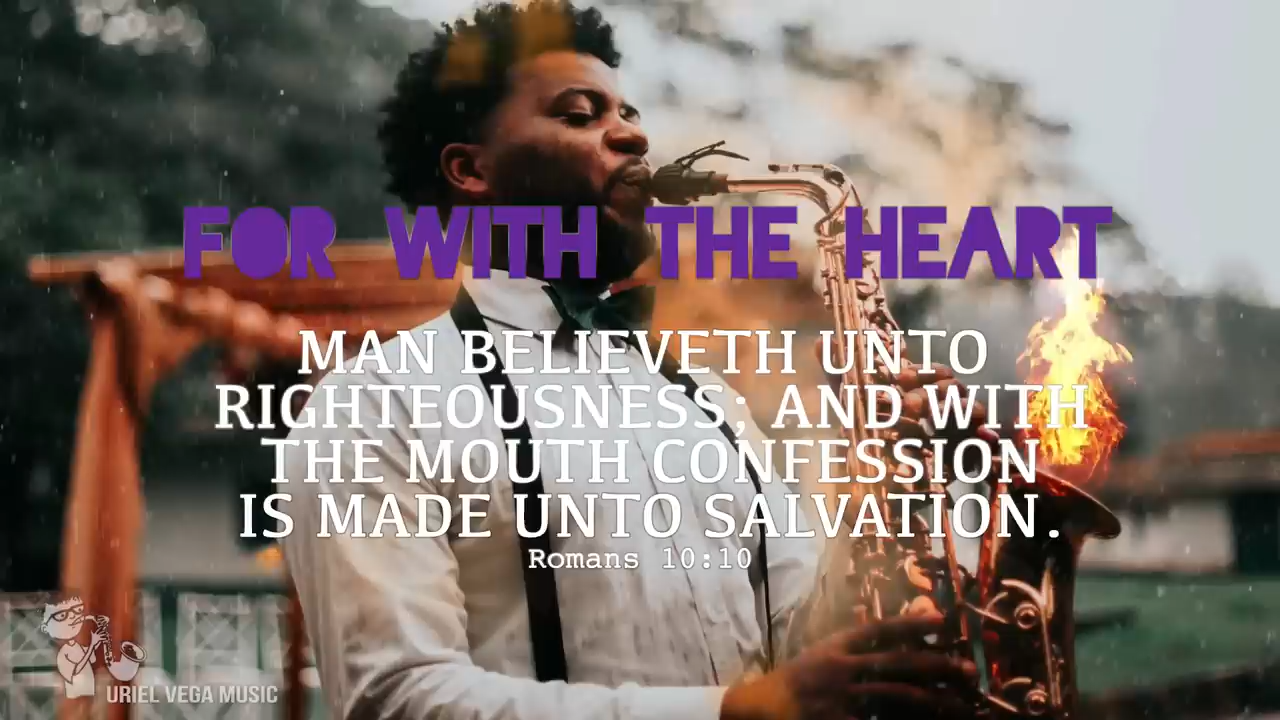 FOR WITH THE HEART
MAN BELIEVETH UNTO
RIGHTEOUSNESS; AND WITH
THE MOUTH CONFESSION
IS MADE UNTO SALVATION.
Romans 10:10
URIEL VEGA MUSIC